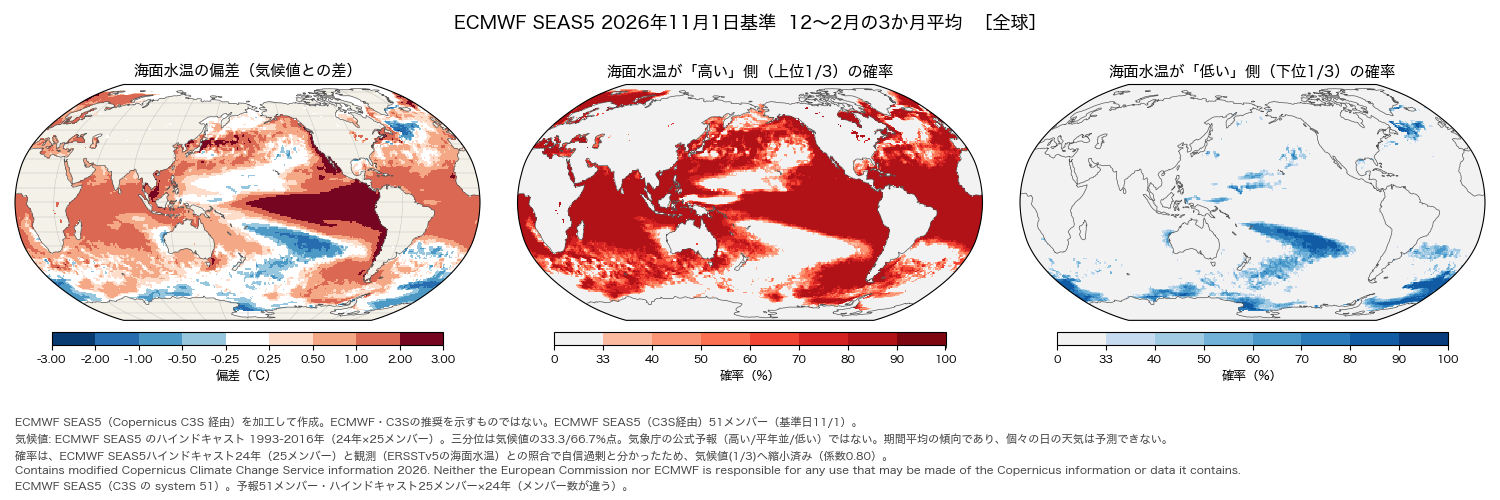 ECMWF SEAS5 2026年11月1日基準 12～2月の3か月平均 ［全球］
海面水温の偏差（気候値との差）
海面水温が「高い」側（上位1/3）の確率
海面水温が「低い」側（下位1/3）の確率
-3.00 -2.00 -1.00 -0.50 -0.25 0.25 0.50 1.00 2.00 3.00
偏差（℃）
0 33 40 50 60 70 80 90 100
確率（%）
0 33 40 50 60 70 80 90 100
確率（%）
ECMWF SEAS5（Copernicus C3S 経由）を加工して作成。ECMWF・C3Sの推奨を示すものではない。ECMWF SEAS5（C3S経由）51メンバー（基準日11/1）。
気候値: ECMWF SEAS5 のハインドキャスト 1993-2016年（24年×25メンバー）。三分位は気候値の33.3/66.7%点。気象庁の公式予報（高い/平年並/低い）ではない。期間平均の傾向であり、個々の日の天気は予測できない。
確率は、ECMWF SEAS5ハインドキャスト24年（25メンバー）と観測（ERSSTv5の海面水温）との照合で自信過剰と分かったため、気候値(1/3)へ縮小済み（係数0.80）。
Contains modified Copernicus Climate Change Service information 2026. Neither the European Commission nor ECMWF is responsible for any use that may be made of the Copernicus information or data it contains.
ECMWF SEAS5（C3S の system 51）。予報51メンバー・ハインドキャスト25メンバー×24年（メンバー数が違う）。